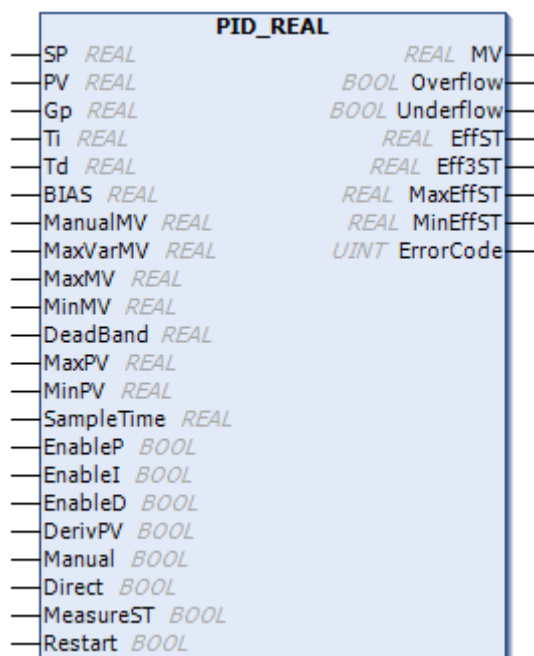 PID_REAL
SP REAL REAL MV
PV REAL BOOL Overflow
Gp REAL BOOL Underflow
Ti REAL REAL EffST
Td REAL REAL Eff3ST
BIAS REAL REAL MaxEffST
ManualMV REAL REAL MinEffST
MaxVarMV REAL UINT ErrorCode
MaxMV REAL
MinMV REAL
DeadBand REAL
MaxPV REAL
MinPV REAL
SampleTime REAL
EnableP BOOL
EnableI BOOL
EnableD BOOL
DerivPV BOOL
Manual BOOL
Direct BOOL
MeasureST BOOL
Restart BOOL